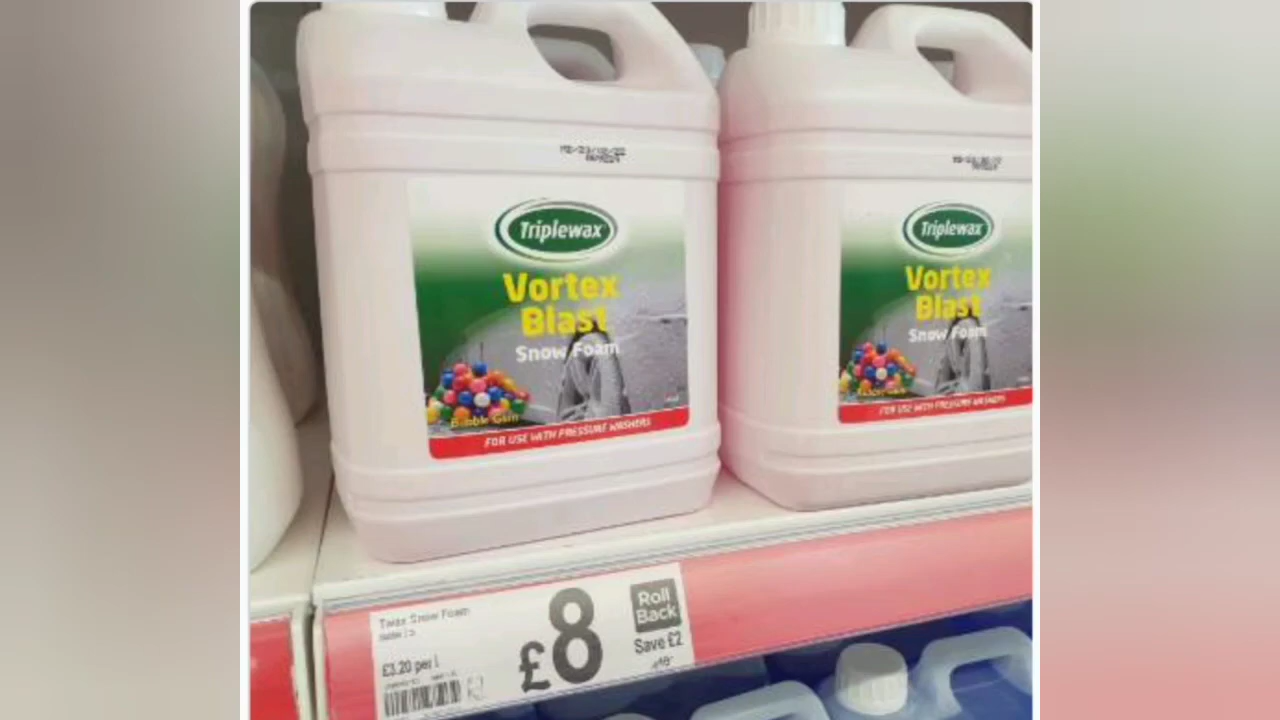 Triplewax
Vortex
Blast
Snow Foam
Bubble Gum
FOR USE WITH PRESSURE WASHERS
Triplewax
Vortex
Blast
Snow Foam
FOR USE WITH PRESSURE WASHERS
Twax Snow Foam
£3.20 per l
£8
Roll
Back
Save £2